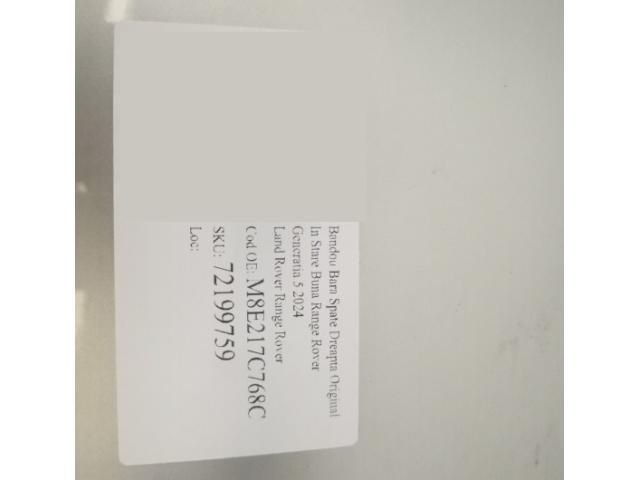 Bandou Bara Spate Dreapta Original
In Stare Buna Range Rover
Generatia 5 2024
Land Rover Range Rover
Cod OE: M8E217C768C
SKU: 72199759
Loc: